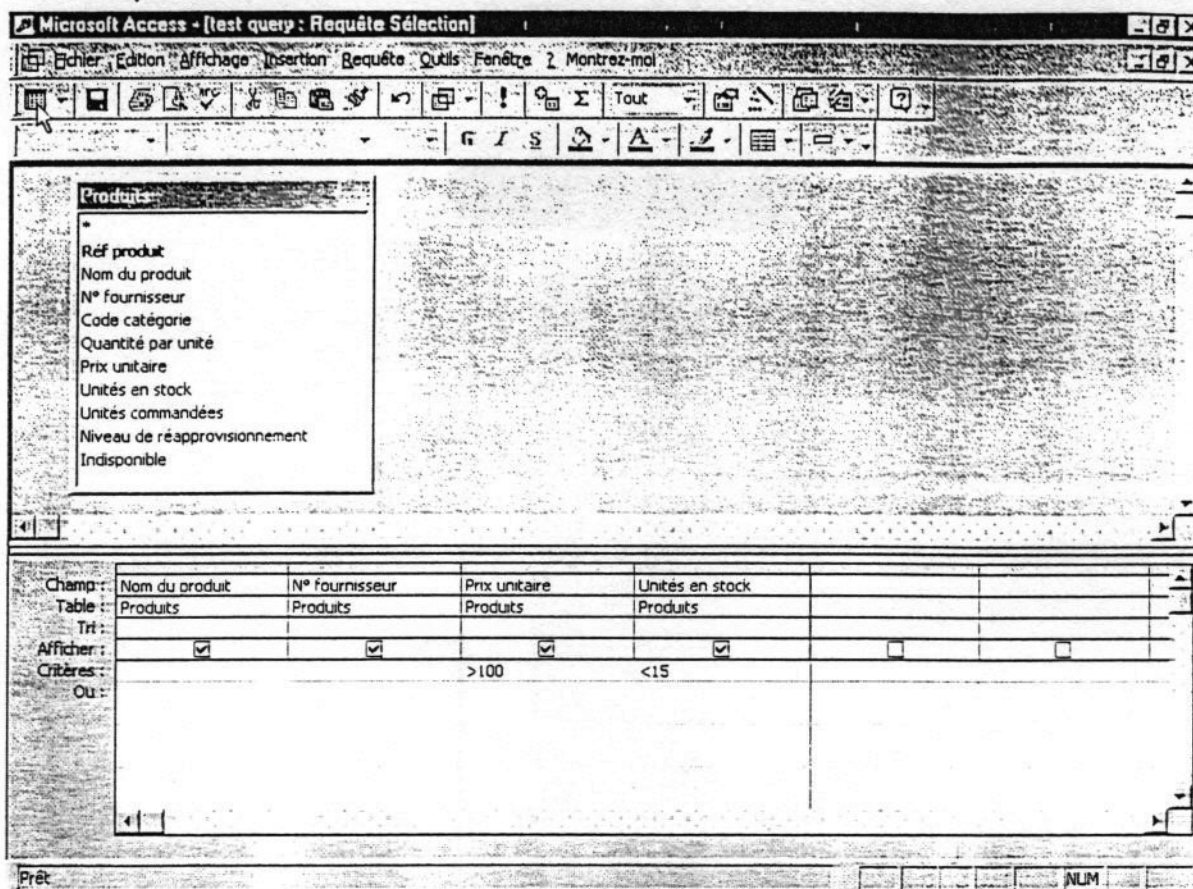 Microsoft Access - [test query : Requête Sélection]
Fichier Edition Affichage Insertion Requête Outils Fenêtre ? Montrez-moi
Σ Tout
G I S A
Produits
*
Réf produit
Nom du produit
N° fournisseur
Code catégorie
Quantité par unité
Prix unitaire
Unités en stock
Unités commandées
Niveau de réapprovisionnement
Indisponible
Champ : Nom du produit N° fournisseur Prix unitaire Unités en stock
Table : Produits Produits Produits Produits
Tri :
Afficher :
Critères : >100 <15
Ou :
Prêt NUM